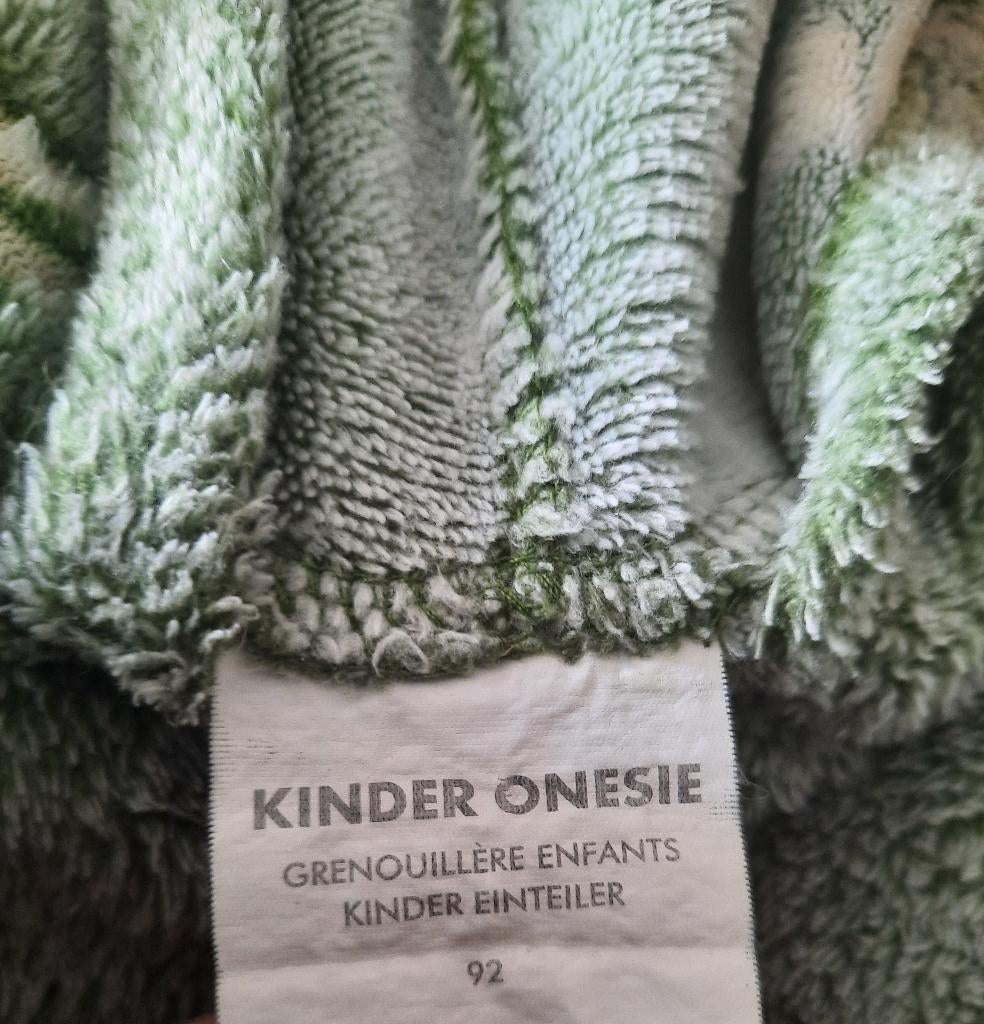 KINDER ONESIE
GRENOUILLÈRE ENFANTS
KINDER EINTEILER
92